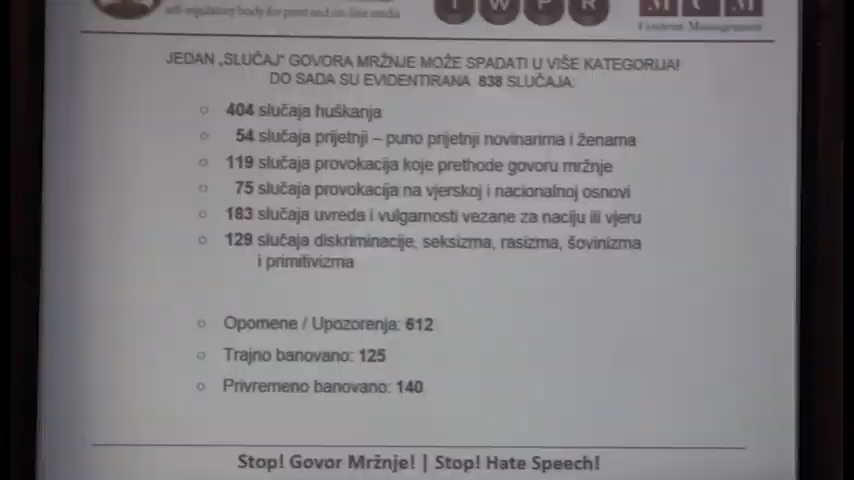 self-regulatory body for print and on-line media
I W P R
M C M
Content Management
JEDAN „SLUČAJ" GOVORA MRŽNJE MOŽE SPADATI U VIŠE KATEGORIJA!
DO SADA SU EVIDENTIRANA 838 SLUČAJA.
404 slučaja huškanja
54 slučaja prijetnji – puno prijetnji novinarima i ženama
119 slučaja provokacija koje prethode govoru mržnje
75 slučaja provokacija na vjerskoj i nacionalnoj osnovi
183 slučaja uvreda i vulgarnosti vezane za naciju ili vjeru
129 slučaja diskriminacije, seksizma, rasizma, šovinizma
i primitivizma
Opomene / Upozorenja: 612
Trajno banovano: 125
Privremeno banovano: 140
Stop! Govor Mržnje! | Stop! Hate Speech!